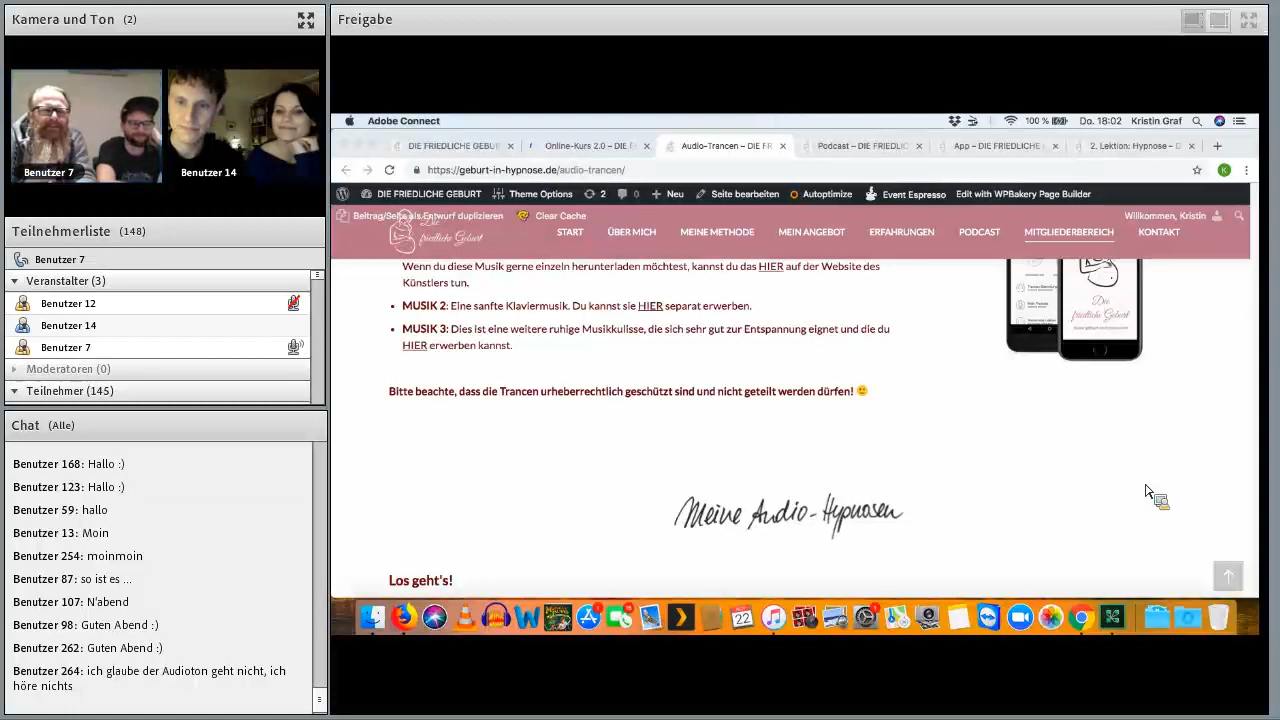 Kamera und Ton (2)
Benutzer 7
Benutzer 14
Teilnehmerliste (148)
Benutzer 7
Veranstalter (3)
Benutzer 12
Benutzer 14
Benutzer 7
Moderatoren (0)
Teilnehmer (145)
Chat (Alle)
Benutzer 168: Hallo :)
Benutzer 123: Hallo :)
Benutzer 59: hallo
Benutzer 13: Moin
Benutzer 254: moinmoin
Benutzer 87: so ist es ...
Benutzer 107: N'abend
Benutzer 98: Guten Abend :)
Benutzer 262: Guten Abend :)
Benutzer 264: ich glaube der Audioton geht nicht, ich
höre nichts
Freigabe
Adobe Connect
100 % Do. 18:02 Kristin Graf
DIE FRIEDLICHE GEBUR Online-Kurs 2.0 – DIE F Audio-Trancen – DIE FR Podcast – DIE FRIEDLIC App – DIE FRIEDLICHE G 2. Lektion: Hypnose – D
https://geburt-in-hypnose.de/audio-trancen/
DIE FRIEDLICHE GEBURT Theme Options 2 0 Neu Seite bearbeiten Autoptimize Event Espresso Edit with WPBakery Page Builder
Beitrag/Seite als Entwurf duplizieren Clear Cache Willkommen, Kristin
Die
friedliche Geburt
START ÜBER MICH MEINE METHODE MEIN ANGEBOT ERFAHRUNGEN PODCAST MITGLIEDERBEREICH KONTAKT
Wenn du diese Musik gerne einzeln herunterladen möchtest, kannst du das HIER auf der Website des
Künstlers tun.
MUSIK 2: Eine sanfte Klaviermusik. Du kannst sie HIER separat erwerben.
MUSIK 3: Dies ist eine weitere ruhige Musikkulisse, die sich sehr gut zur Entspannung eignet und die du
HIER erwerben kannst.
Die
friedliche Geburt
Bitte beachte, dass die Trancen urheberrechtlich geschützt sind und nicht geteilt werden dürfen!
Meine Audio-Hypnosen
Los geht's!
22